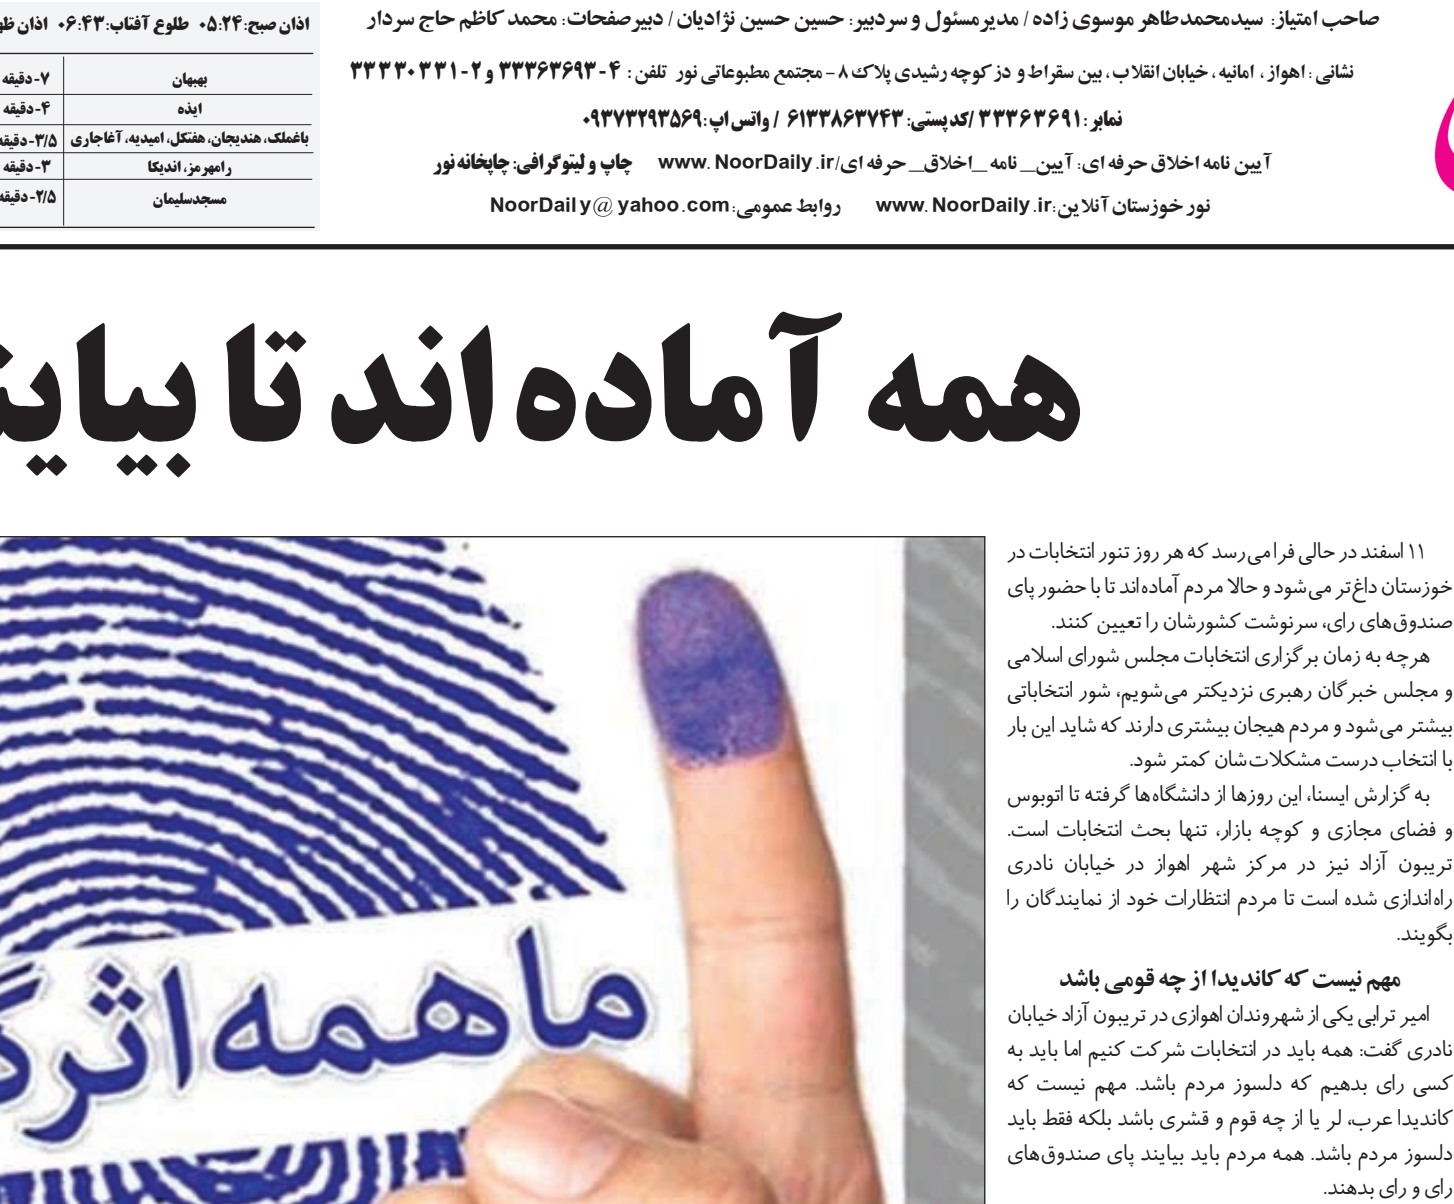 صاحب امتیاز: سیدمحمدطاهر موسوی زاده / مدیرمسئول و سردبیر: حسین حسین نژادیان / دبیرصفحات: محمد کاظم حاج سردار
نشانی : اهواز ، امانیه ، خیابان انقلاب ، بین سقراط و دز کوچه رشیدی پلاک ۸ – مجتمع مطبوعاتی نور تلفن : ۴ - ۳۳۳۶۳۶۹۳ و ۲ - ۳۳۳۳۰۳۳۱
نمابر : ۳۳۳۶۳۶۹۱ /کدپستی: ۶۱۳۳۸۶۳۷۴۳ / واتس اپ :۰۹۳۷۳۲۹۳۵۶۹
آیین نامه اخلاق حرفه ای: آیین_ نامه _اخلاق_ حرفه ای/www. NoorDaily .ir چاپ و لیتوگرافی: چاپخانه نور
نور خوزستان آنلاین:www. NoorDaily .ir روابط عمومی:NoorDaily@ yahoo.com
اذان صبح:۰۵:۲۴ طلوع آفتاب:۰۶:۴۳ اذان
بهبهان ۷- دقیقه
ایذه ۴- دقیقه
باغملک، هندیجان، هفتکل، امیدیه، آغاجاری ۳/۵- دقیقه
رامهرمز، اندیکا ۳- دقیقه
مسجدسلیمان ۲/۵- دقیقه
همه آماده‌اند تا
۱۱ اسفند در حالی فرا می‌رسد که هر روز تنور انتخابات در
خوزستان داغ‌تر می‌شود و حالا مردم آماده‌اند تا با حضور پای
صندوق‌های رای، سرنوشت کشورشان را تعیین کنند.
هرچه به زمان برگزاری انتخابات مجلس شورای اسلامی
و مجلس خبرگان رهبری نزدیکتر می‌شویم، شور انتخاباتی
بیشتر می‌شود و مردم هیجان بیشتری دارند که شاید این بار
با انتخاب درست مشکلات‌شان کمتر شود.
به گزارش ایسنا، این روزها از دانشگاه‌ها گرفته تا اتوبوس
و فضای مجازی و کوچه بازار، تنها بحث انتخابات است.
تریبون آزاد نیز در مرکز شهر اهواز در خیابان نادری
راه‌اندازی شده است تا مردم انتظارات خود از نمایندگان را
بگویند.
مهم نیست که کاندیدا از چه قومی باشد
امیر ترابی یکی از شهروندان اهوازی در تریبون آزاد خیابان
نادری گفت: همه باید در انتخابات شرکت کنیم اما باید به
کسی رای بدهیم که دلسوز مردم باشد. مهم نیست که
کاندیدا عرب، لر یا از چه قوم و قشری باشد بلکه فقط باید
دلسوز مردم باشد. همه مردم باید بیایند پای صندوق‌های
رای و رای بدهند.
ما همه